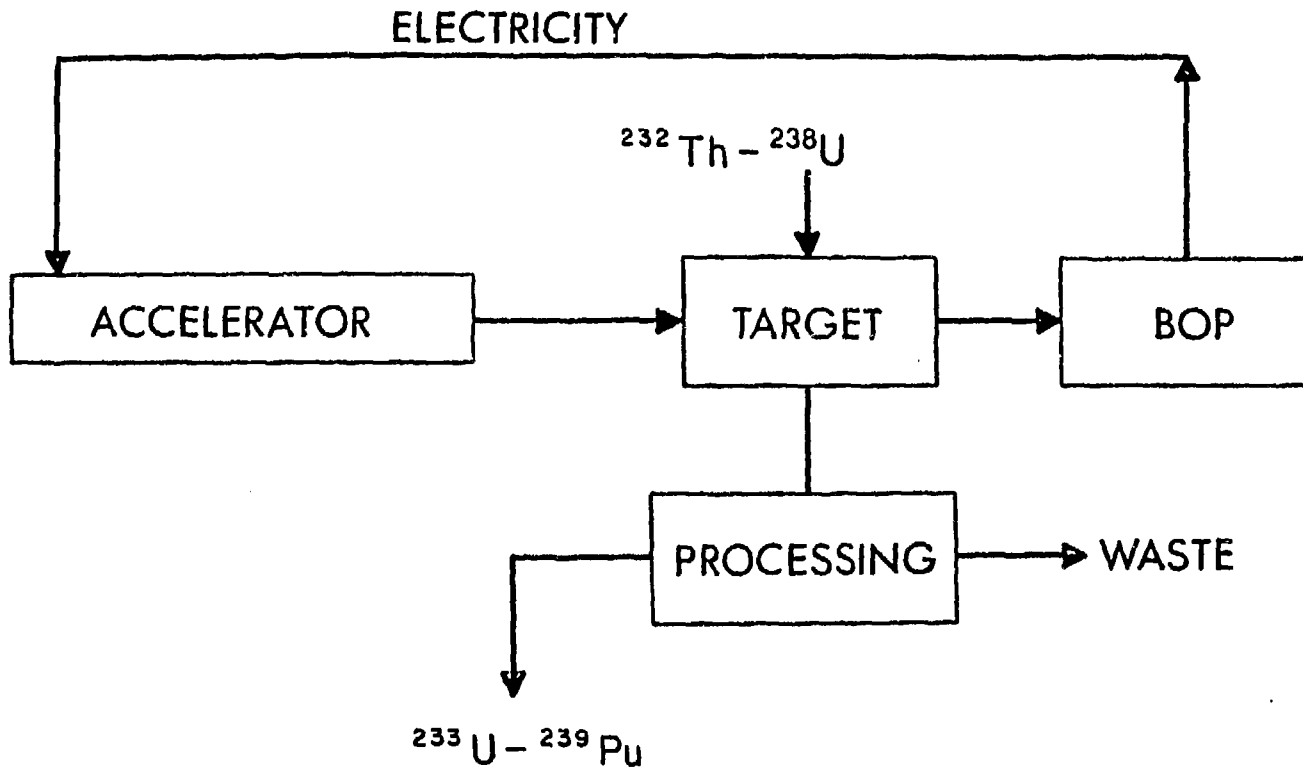 ELECTRICITY
²³²Th – ²³⁸U
ACCELERATOR
TARGET
BOP
PROCESSING
WASTE
²³³U – ²³⁹Pu